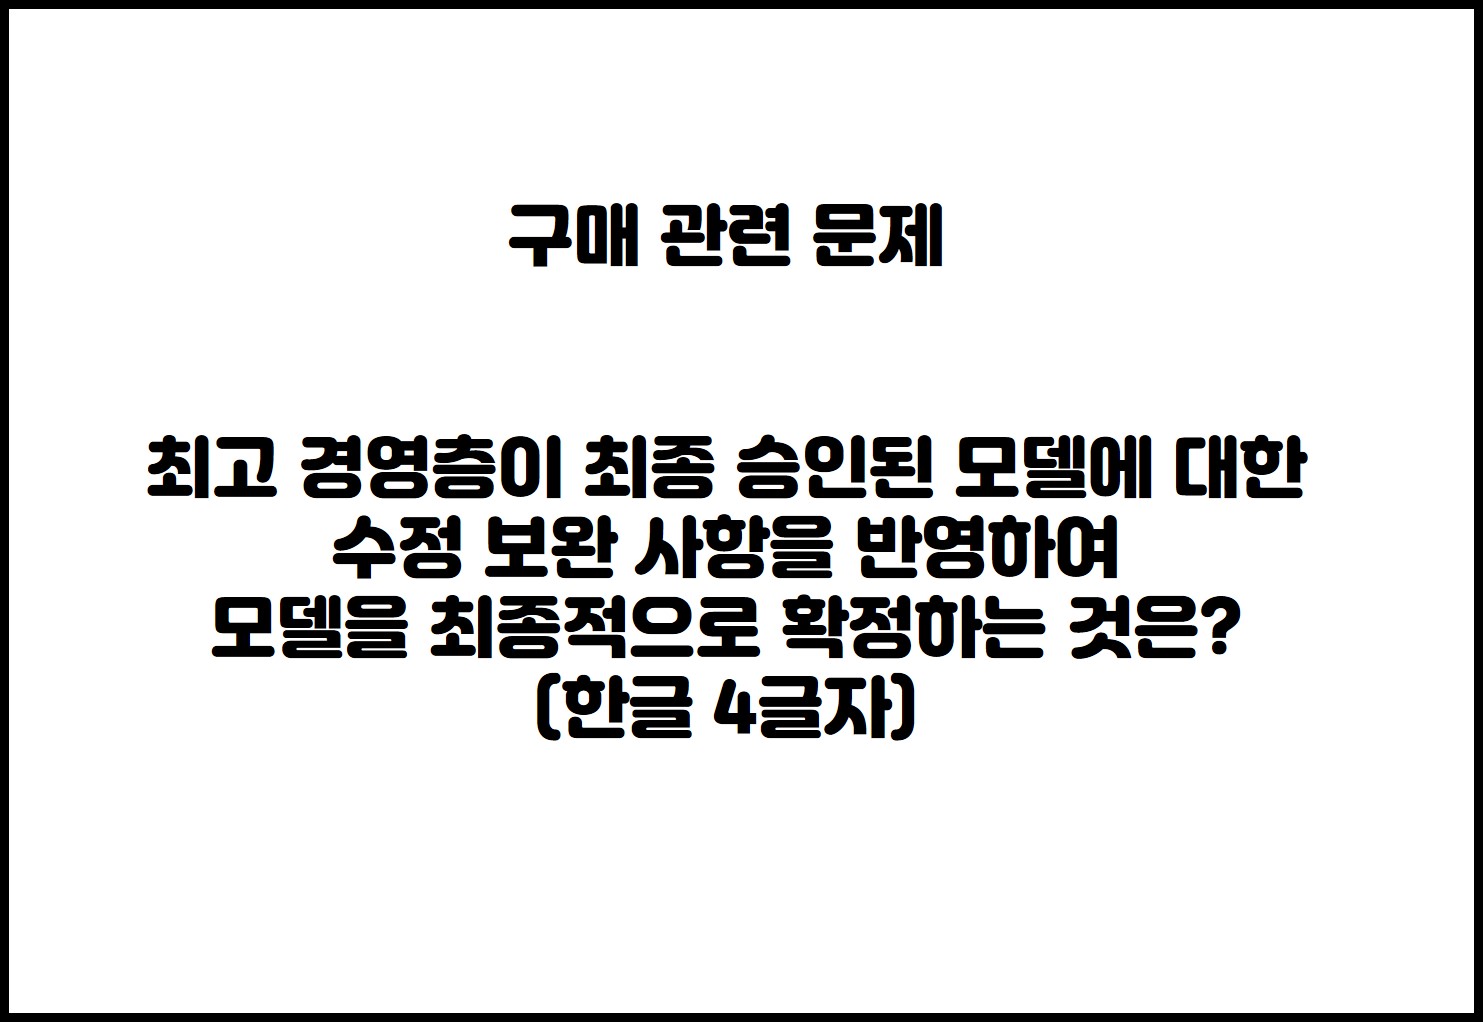 구매 관련 문제
최고 경영층이 최종 승인된 모델에 대한
수정 보완 사항을 반영하여
모델을 최종적으로 확정하는 것은?
(한글 4글자)